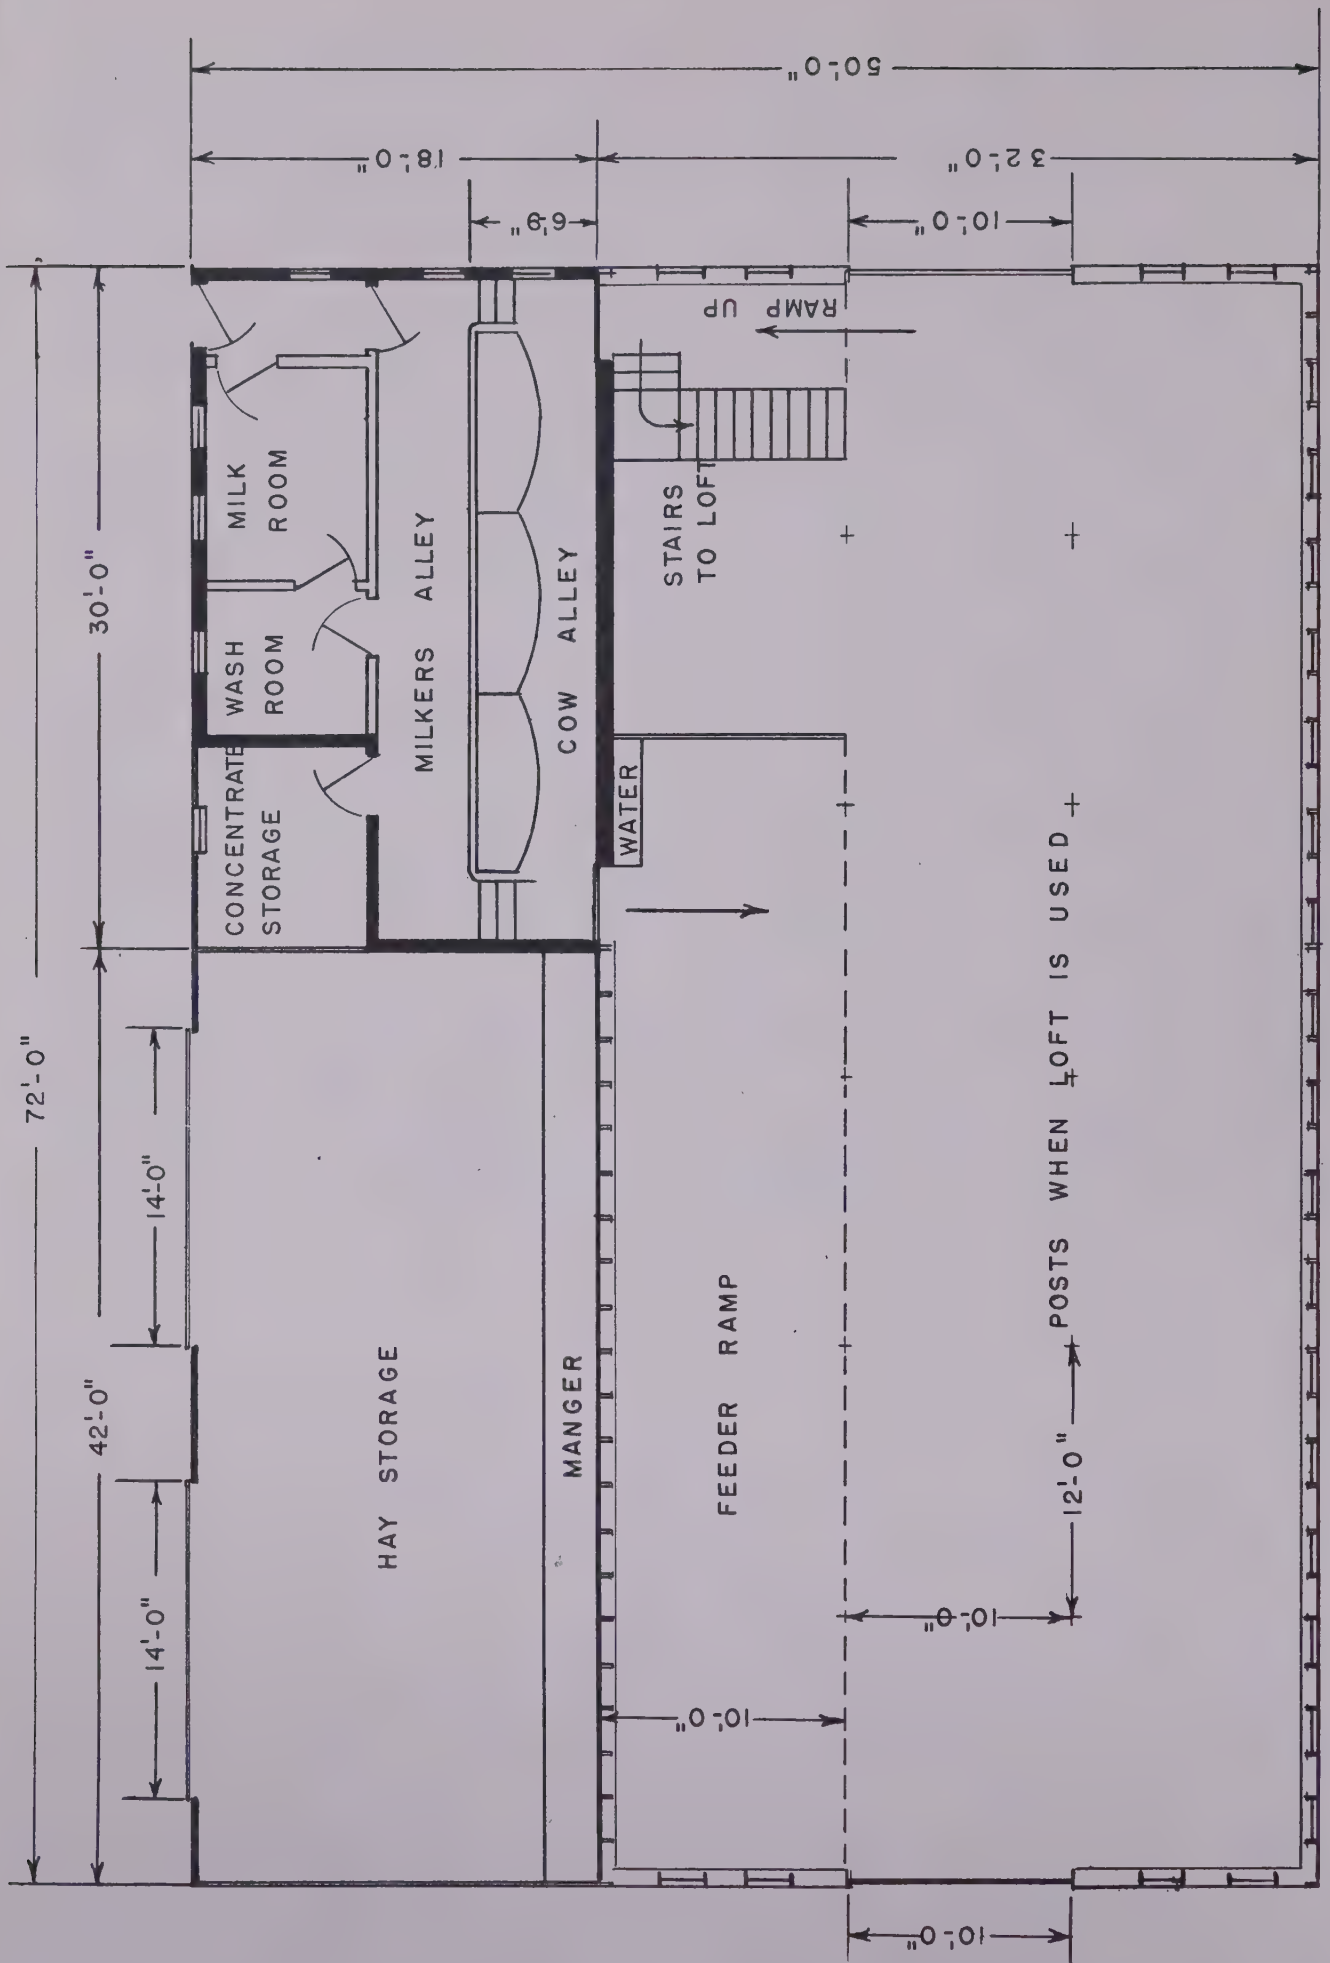 72'-0"
30'-0"
42'-0"
14'-0"
14'-0"
50'-0"
18'-0"
32'-0"
6'-9"
10'-0"
MILK
ROOM
WASH
ROOM
CONCENTRATE
STORAGE
MILKERS ALLEY
COW ALLEY
RAMP UP
STAIRS
TO LOFT
WATER
HAY STORAGE
MANGER
FEEDER RAMP
POSTS WHEN LOFT IS USED
12'-0"
10'-0"
10'-0"
10'-0"